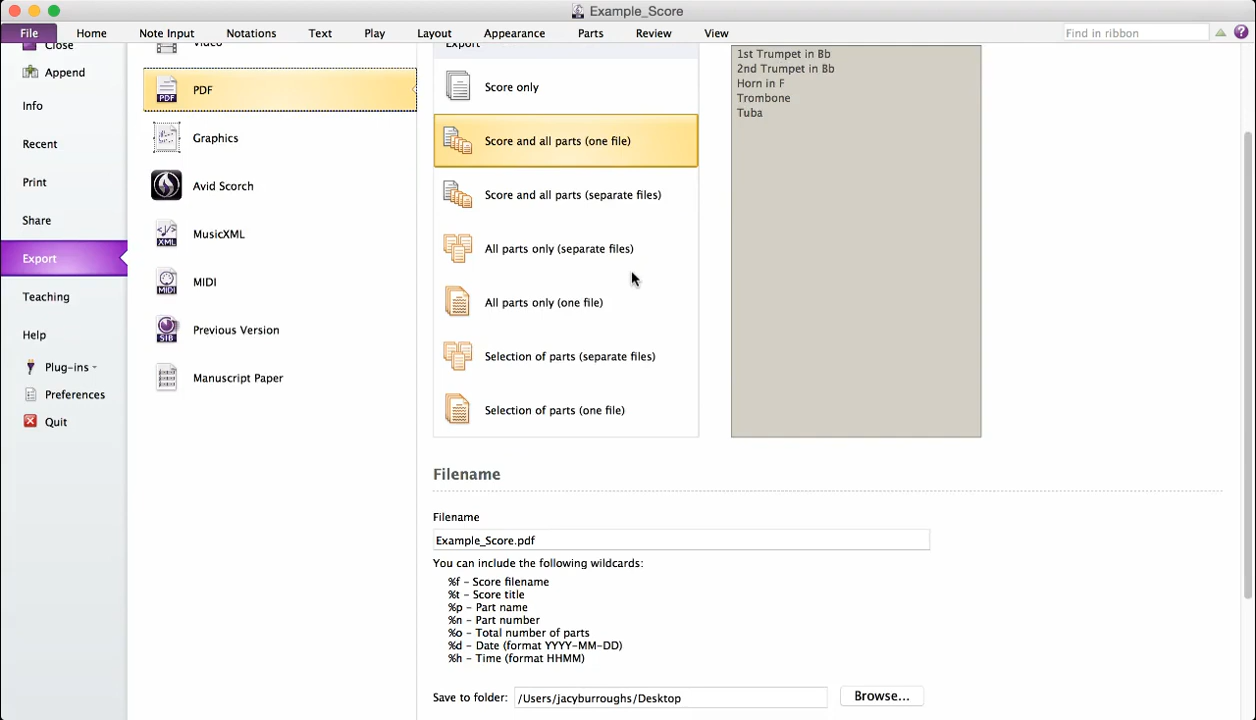 Example_Score
File Home Note Input Notations Text Play Layout Appearance Parts Review View Find in ribbon ?
Close
Append
Info
Recent
Print
Share
Export
Teaching
Help
Plug-ins
Preferences
Quit
Video
PDF
PDF
Graphics
Avid Scorch
XML
MusicXML
MIDI
MIDI
SIB
Previous Version
Manuscript Paper
Export
Score only
Score and all parts (one file)
Score and all parts (separate files)
All parts only (separate files)
All parts only (one file)
Selection of parts (separate files)
Selection of parts (one file)
1st Trumpet in Bb
2nd Trumpet in Bb
Horn in F
Trombone
Tuba
Filename
Filename
Example_Score.pdf
You can include the following wildcards:
%f - Score filename
%t - Score title
%p - Part name
%n - Part number
%o - Total number of parts
%d - Date (format YYYY-MM-DD)
%h - Time (format HHMM)
Save to folder: /Users/jacyburroughs/Desktop Browse...